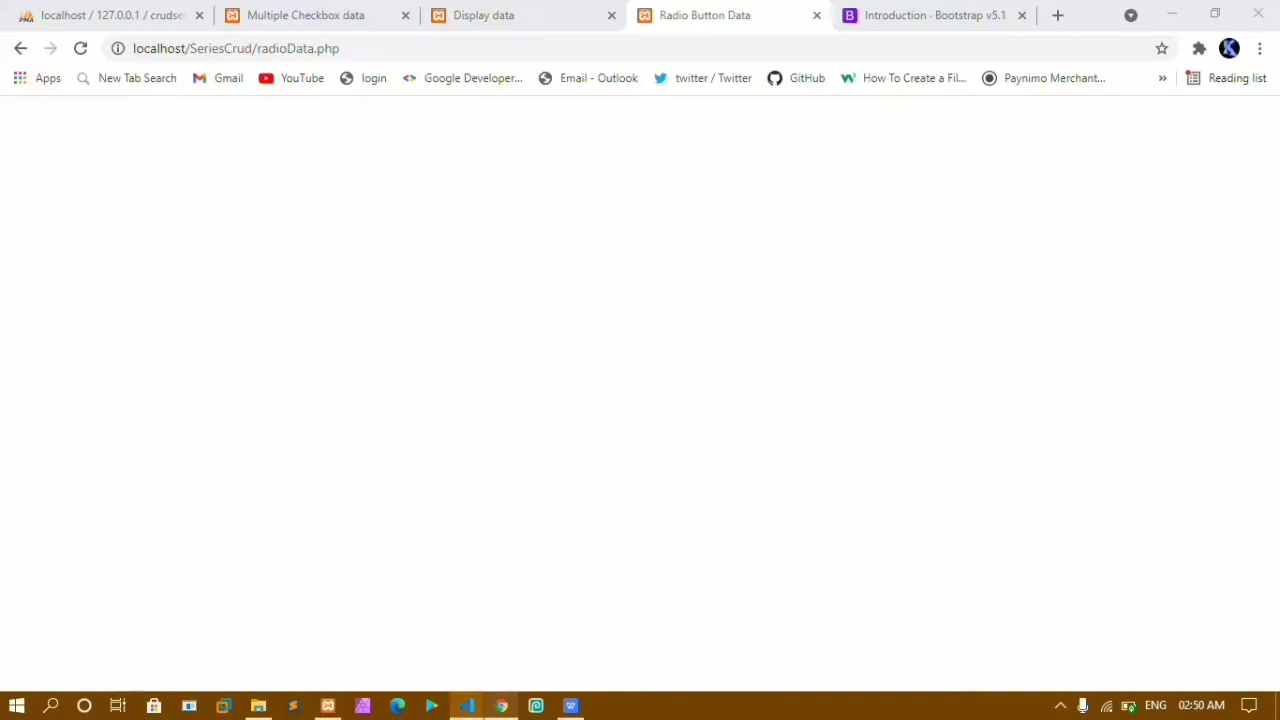 localhost / 127.0.0.1 / crudse
Multiple Checkbox data
Display data
Radio Button Data
Introduction · Bootstrap v5.1
localhost/SeriesCrud/radioData.php
Apps
New Tab Search
Gmail
YouTube
login
Google Developer...
Email - Outlook
twitter / Twitter
GitHub
How To Create a Fil...
Paynimo Merchant...
»
Reading list
ENG
02:50 AM